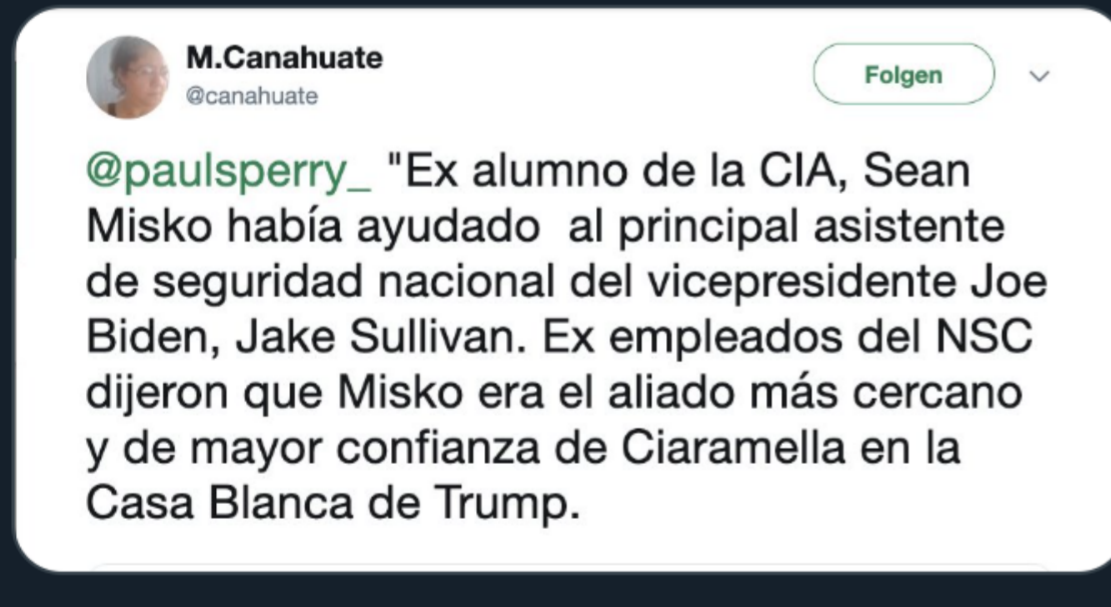 M.Canahuate
@canahuate
Folgen
@paulsperry_ "Ex alumno de la CIA, Sean
Misko había ayudado  al principal asistente
de seguridad nacional del vicepresidente Joe
Biden, Jake Sullivan. Ex empleados del NSC
dijeron que Misko era el aliado más cercano
y de mayor confianza de Ciaramella en la
Casa Blanca de Trump.